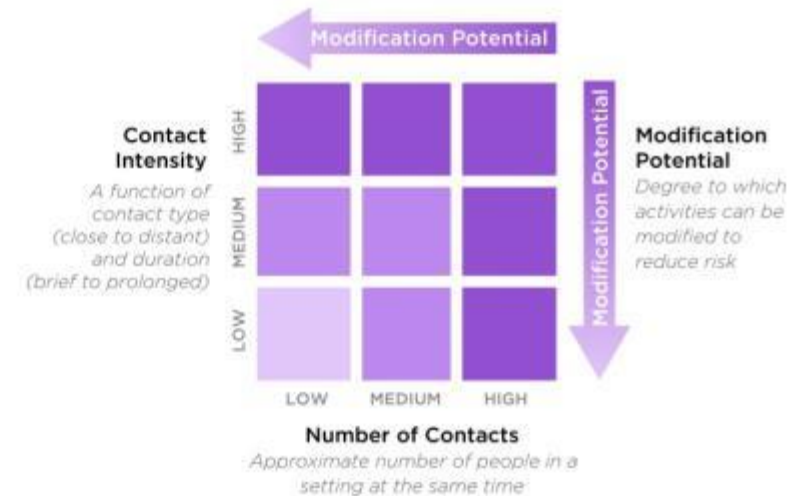 Modification Potential
Contact
Intensity
A function of
contact type
(close to distant)
and duration
(brief to prolonged)
HIGH
MEDIUM
LOW
LOW MEDIUM HIGH
Number of Contacts
Approximate number of people in a
setting at the same time
Modification Potential
Modification
Potential
Degree to which
activities can be
modified to
reduce risk